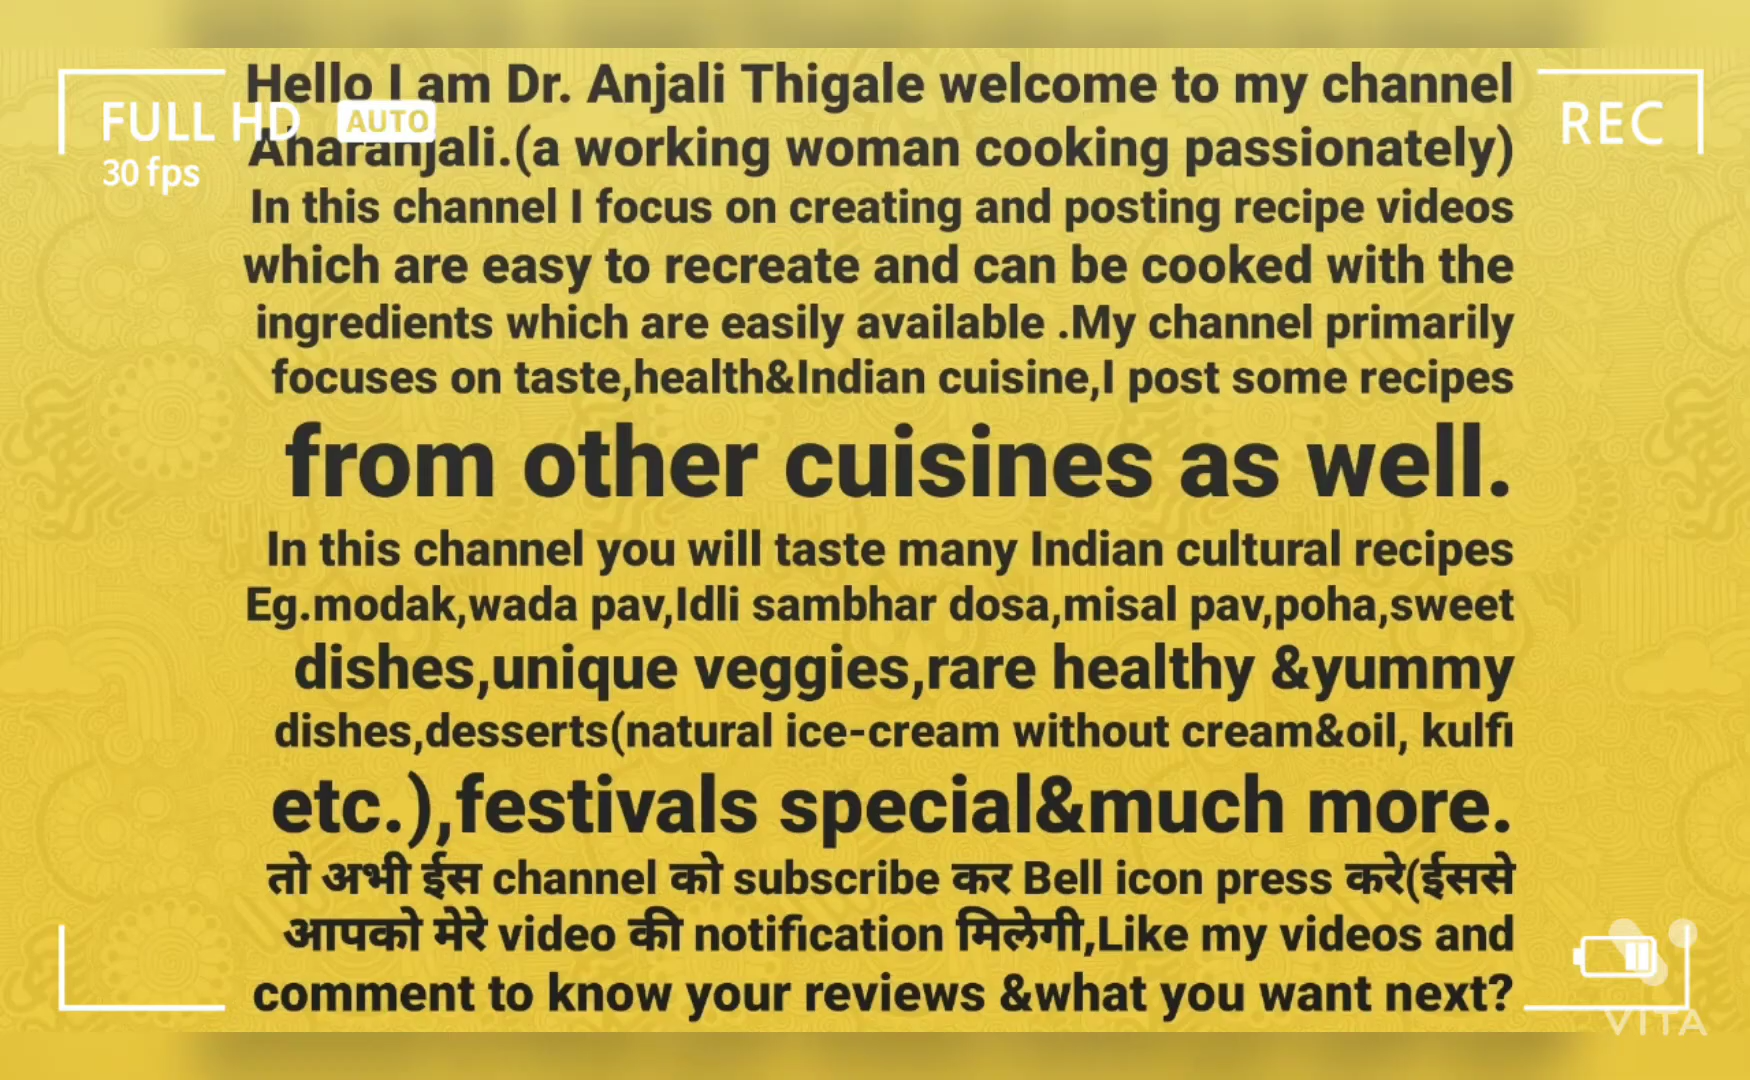 Hello I am Dr. Anjali Thigale welcome to my channel
FULL HD AUTO
REC
Aharanjali.(a working woman cooking passionately)
30 fps
In this channel I focus on creating and posting recipe videos
which are easy to recreate and can be cooked with the
ingredients which are easily available .My channel primarily
focuses on taste,health&Indian cuisine,I post some recipes
from other cuisines as well.
In this channel you will taste many Indian cultural recipes
Eg.modak,wada pav,Idli sambhar dosa,misal pav,poha,sweet
dishes,unique veggies,rare healthy &yummy
dishes,desserts(natural ice-cream without cream&oil, kulfi
etc.),festivals special&much more.
तो अभी ईस channel को subscribe कर Bell icon press करे(ईससे
आपको मेरे video की notification मिलेगी,Like my videos and
comment to know your reviews &what you want next?
VITA